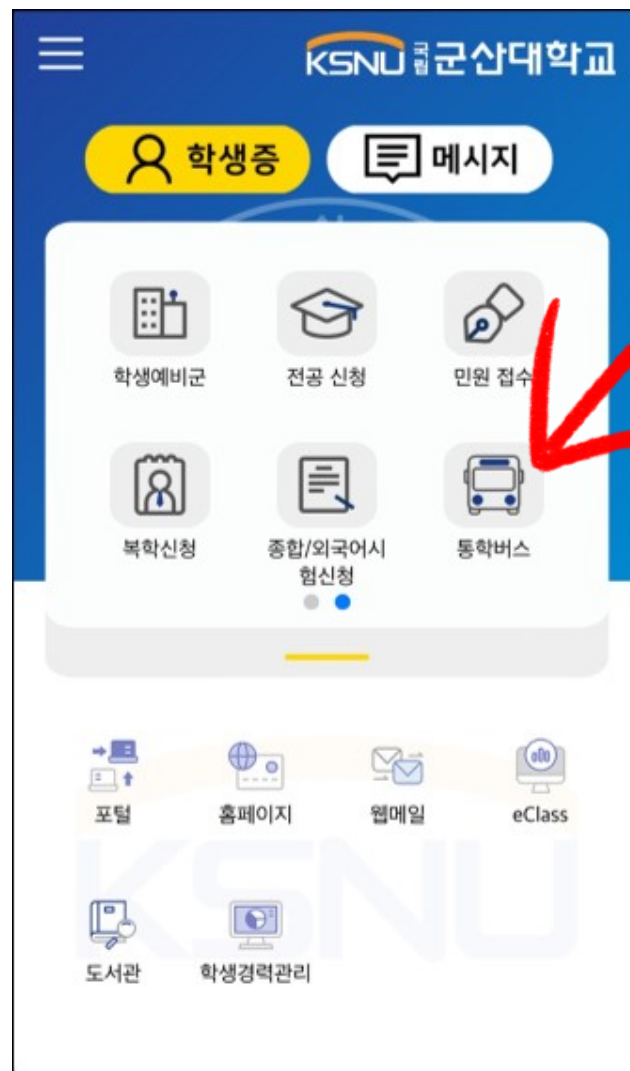 KSNU 국립 군산대학교
학생증 메시지
학생예비군 전공 신청 민원 접수
복학신청 종합/외국어시 통학버스
험신청
포털 홈페이지 웹메일 eClass
KSNU
도서관 학생경력관리